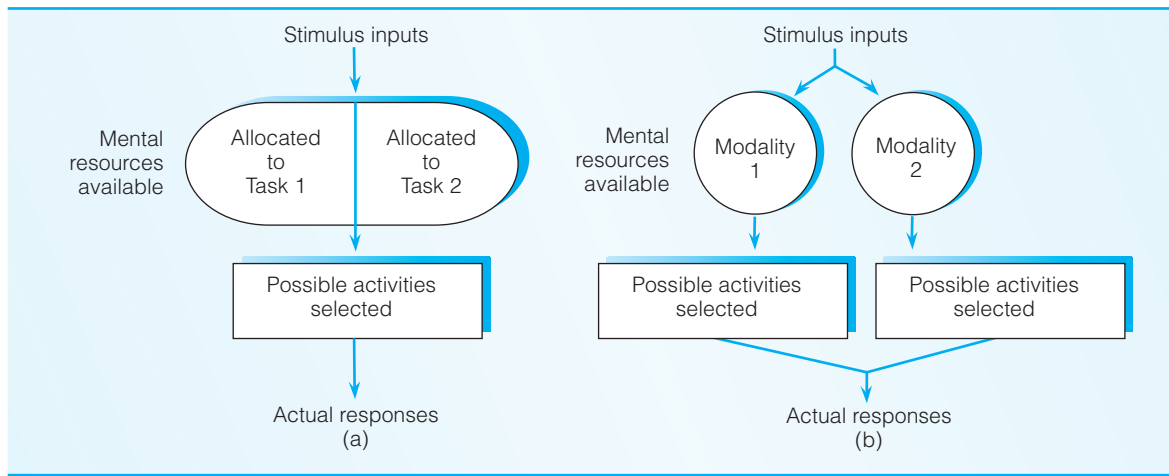 Stimulus inputs
Mental
resources
available
Allocated
to
Task 1
Allocated
to
Task 2
Possible activities
selected
Actual responses
(a)
Stimulus inputs
Mental
resources
available
Modality
1
Modality
2
Possible activities
selected
Possible activities
selected
Actual responses
(b)